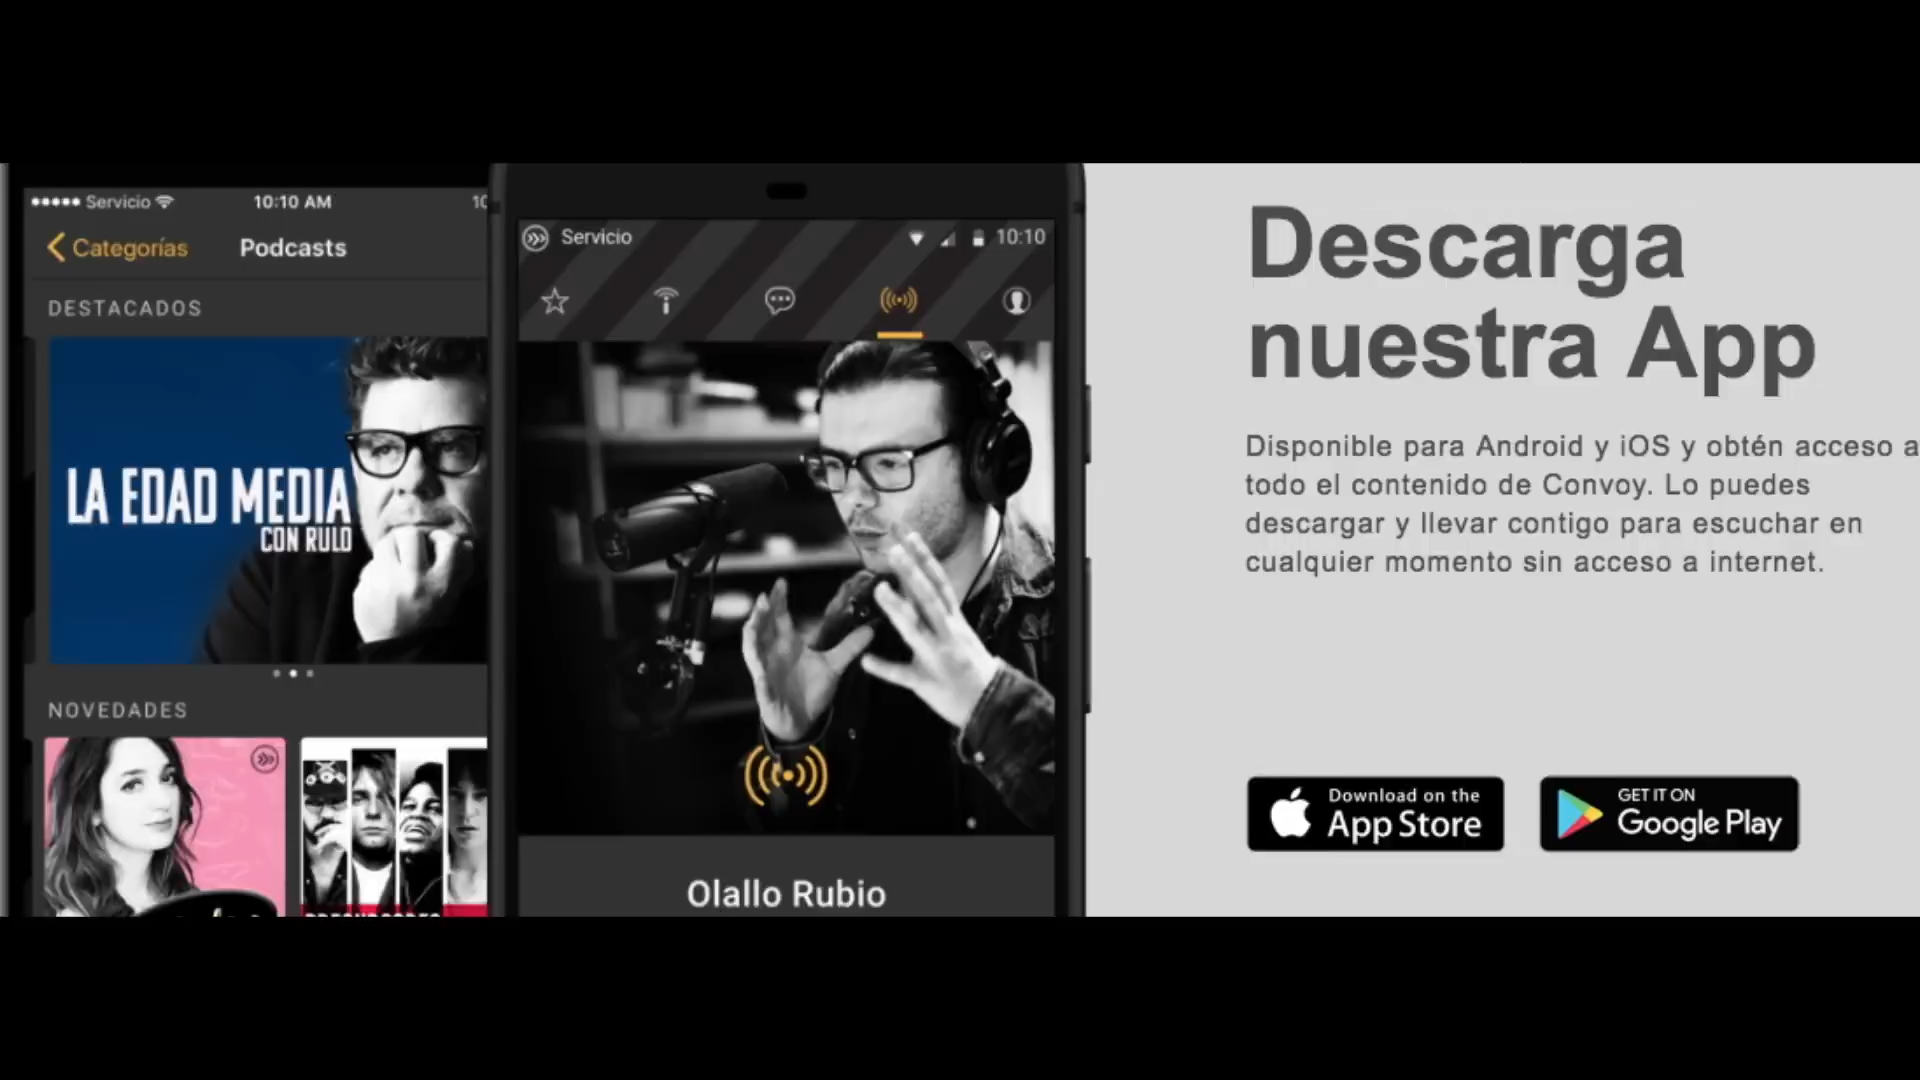 Servicio
10:10 AM
Categorías
Podcasts
DESTACADOS
LA EDAD MEDIA
CON RULO
NOVEDADES
Servicio
10:10
Olallo Rubio
Descarga
nuestra App
Disponible para Android y iOS y obtén acceso a
todo el contenido de Convoy. Lo puedes
descargar y llevar contigo para escuchar en
cualquier momento sin acceso a internet.
Download on the
App Store
GET IT ON
Google Play